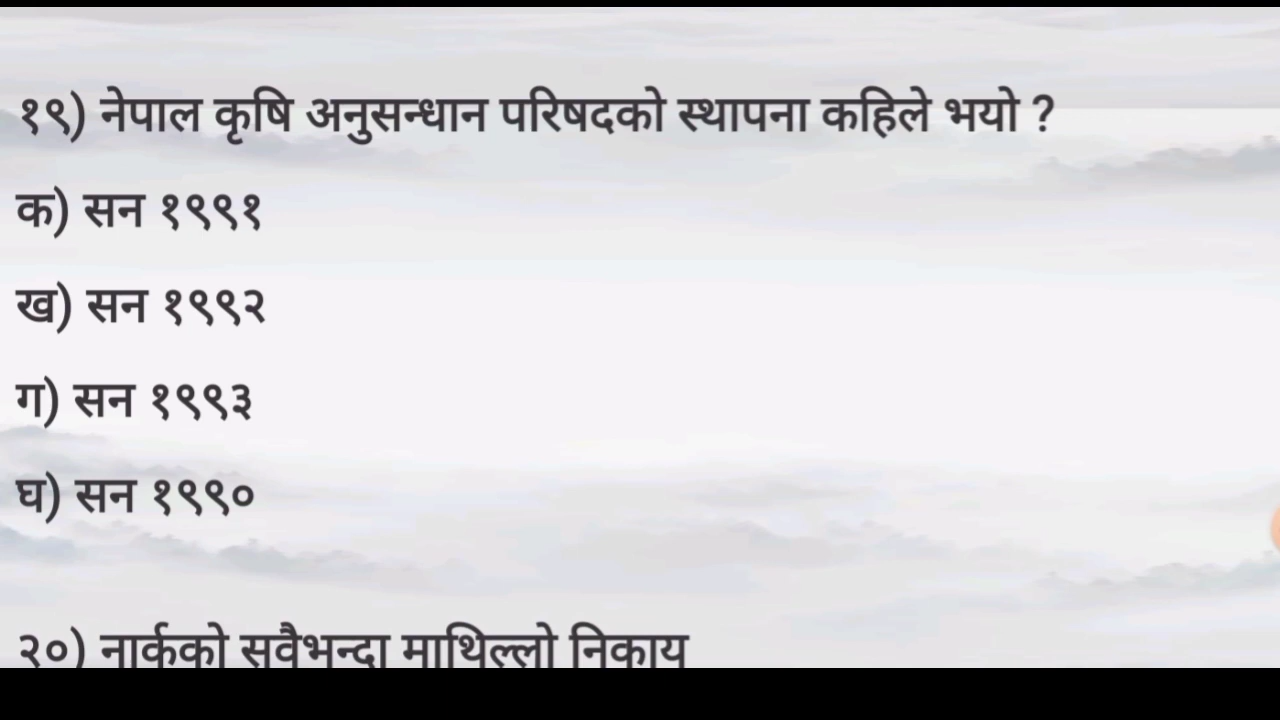 १९) नेपाल कृषि अनुसन्धान परिषदको स्थापना कहिले भयो ?
क) सन १९९१
ख) सन १९९२
ग) सन १९९३
घ) सन १९९०
२०) नार्कको सवैभन्दा माथिल्लो निकाय